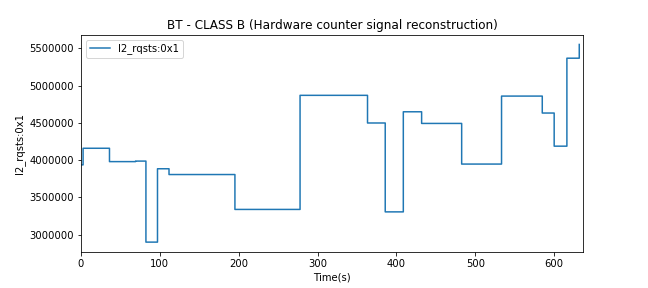 BT - CLASS B (Hardware counter signal reconstruction)
l2_rqsts:0x1
5500000
5000000
4500000
4000000
3500000
3000000
l2_rqsts:0x1
0 100 200 300 400 500 600
Time(s)